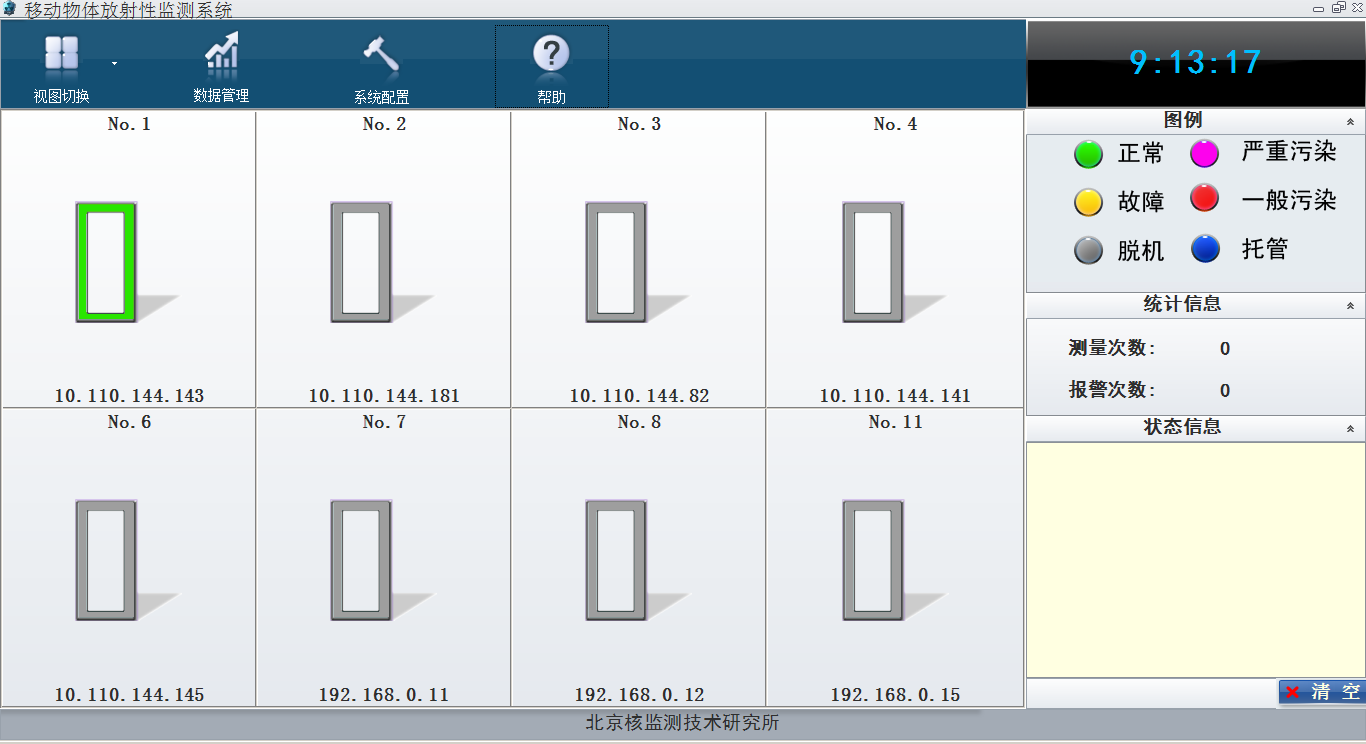 移动物体放射性监测系统
视图切换 数据管理 系统配置 帮助
9:13:17
No.1 No.2 No.3 No.4
10.110.144.143 10.110.144.181 10.110.144.82 10.110.144.141
No.6 No.7 No.8 No.11
10.110.144.145 192.168.0.11 192.168.0.12 192.168.0.15
图例
正常 严重污染
故障 一般污染
脱机 托管
统计信息
测量次数: 0
报警次数: 0
状态信息
清 空
北京核监测技术研究所